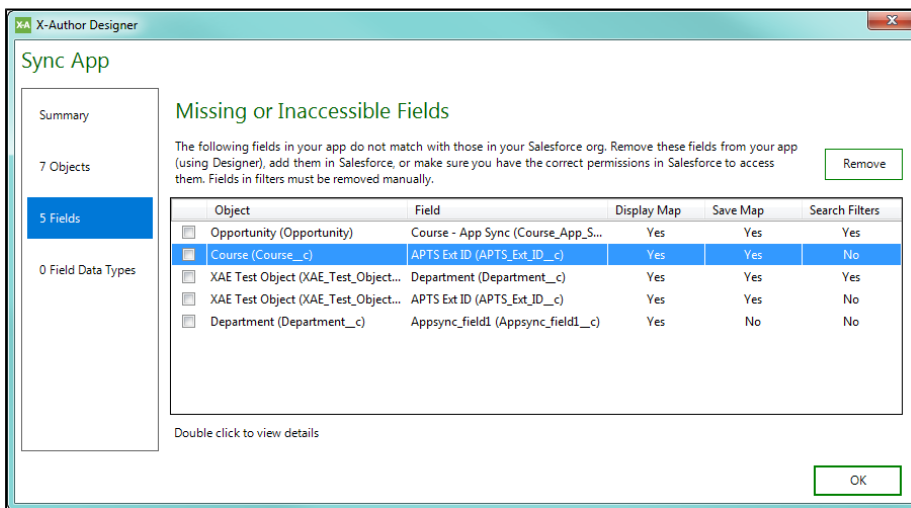 X-A X-Author Designer
Sync App
Summary
7 Objects
5 Fields
0 Field Data Types
Missing or Inaccessible Fields
The following fields in your app do not match with those in your Salesforce org. Remove these fields from your app
(using Designer), add them in Salesforce, or make sure you have the correct permissions in Salesforce to access
them. Fields in filters must be removed manually.
Remove
Object Field Display Map Save Map Search Filters
Opportunity (Opportunity) Course - App Sync (Course_App_S... Yes Yes Yes
Course (Course__c) APTS Ext ID (APTS_Ext_ID__c) Yes Yes No
XAE Test Object (XAE_Test_Object... Department (Department__c) Yes Yes Yes
XAE Test Object (XAE_Test_Object... APTS Ext ID (APTS_Ext_ID__c) Yes Yes No
Department (Department__c) Appsync_field1 (Appsync_field1__c) Yes No No
Double click to view details
OK